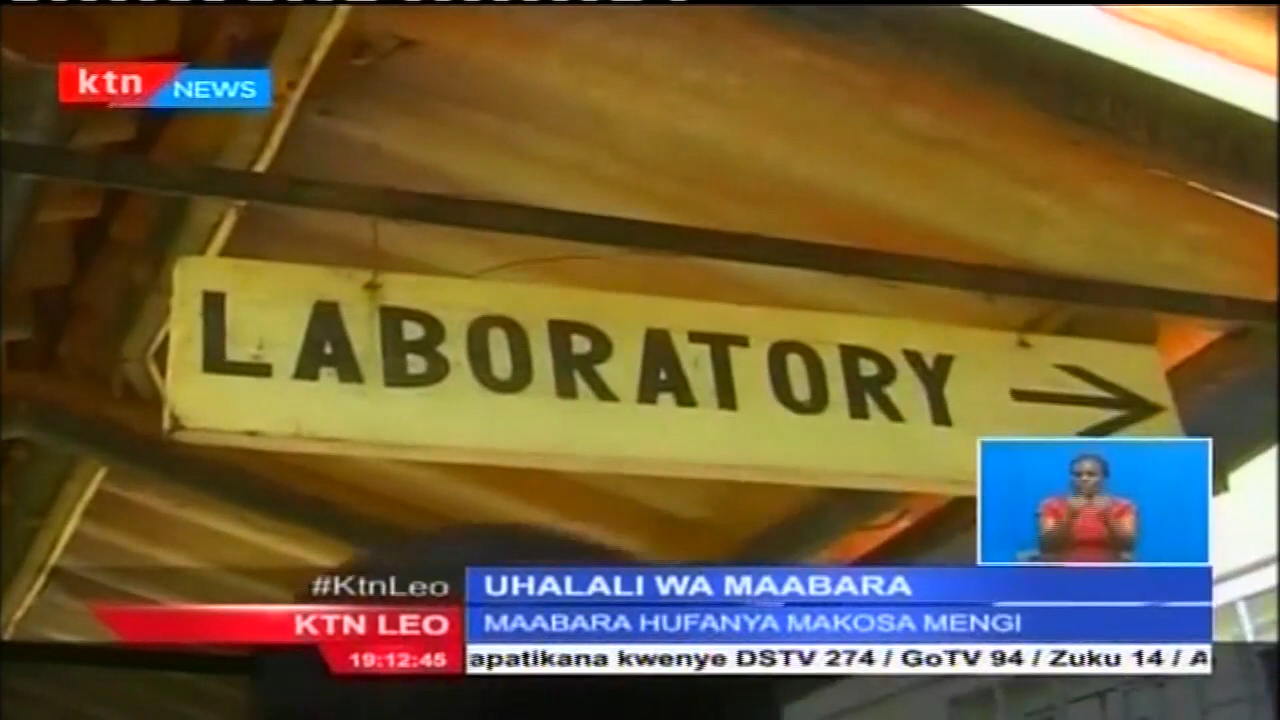 ktn NEWS
LABORATORY
#KtnLeo
UHALALI WA MAABARA
KTN LEO
MAABARA HUFANYA MAKOSA MENGI
19:12:45
apatikana kwenye DSTV 274 / GoTV 94 / Zuku 14 / A